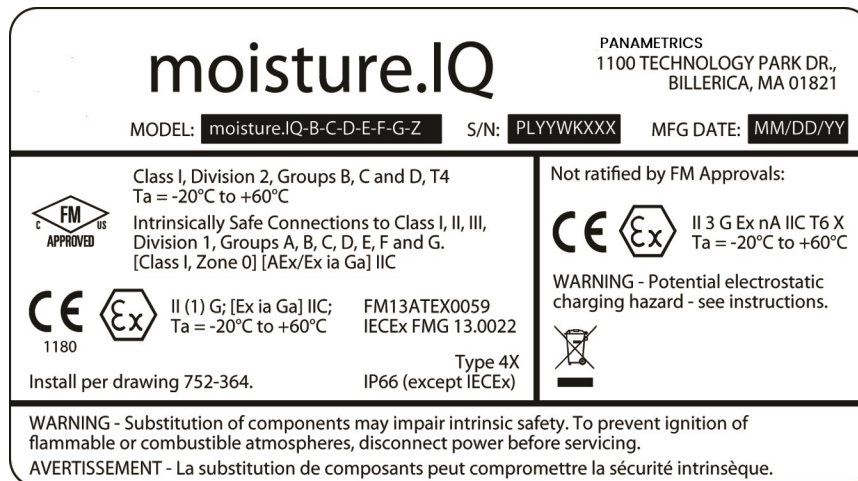 moisture.IQ
PANAMETRICS
1100 TECHNOLOGY PARK DR.,
BILLERICA, MA 01821
MODEL: moisture.IQ-B-C-D-E-F-G-Z S/N: PLYYWKXXX MFG DATE: MM/DD/YY
Class I, Division 2, Groups B, C and D, T4
Ta = -20°C to +60°C
Intrinsically Safe Connections to Class I, II, III,
Division 1, Groups A, B, C, D, E, F and G.
[Class I, Zone 0] [AEx/Ex ia Ga] IIC
C FM US
APPROVED
CE Ex II (1) G; [Ex ia Ga] IIC; FM13ATEX0059
1180 Ta = -20°C to +60°C IECEx FMG 13.0022
Type 4X
Install per drawing 752-364. IP66 (except IECEx)
Not ratified by FM Approvals:
CE Ex II 3 G Ex nA IIC T6 X
Ta = -20°C to +60°C
WARNING - Potential electrostatic
charging hazard - see instructions.
WARNING - Substitution of components may impair intrinsic safety. To prevent ignition of
flammable or combustible atmospheres, disconnect power before servicing.
AVERTISSEMENT - La substitution de composants peut compromettre la sécurité intrinsèque.